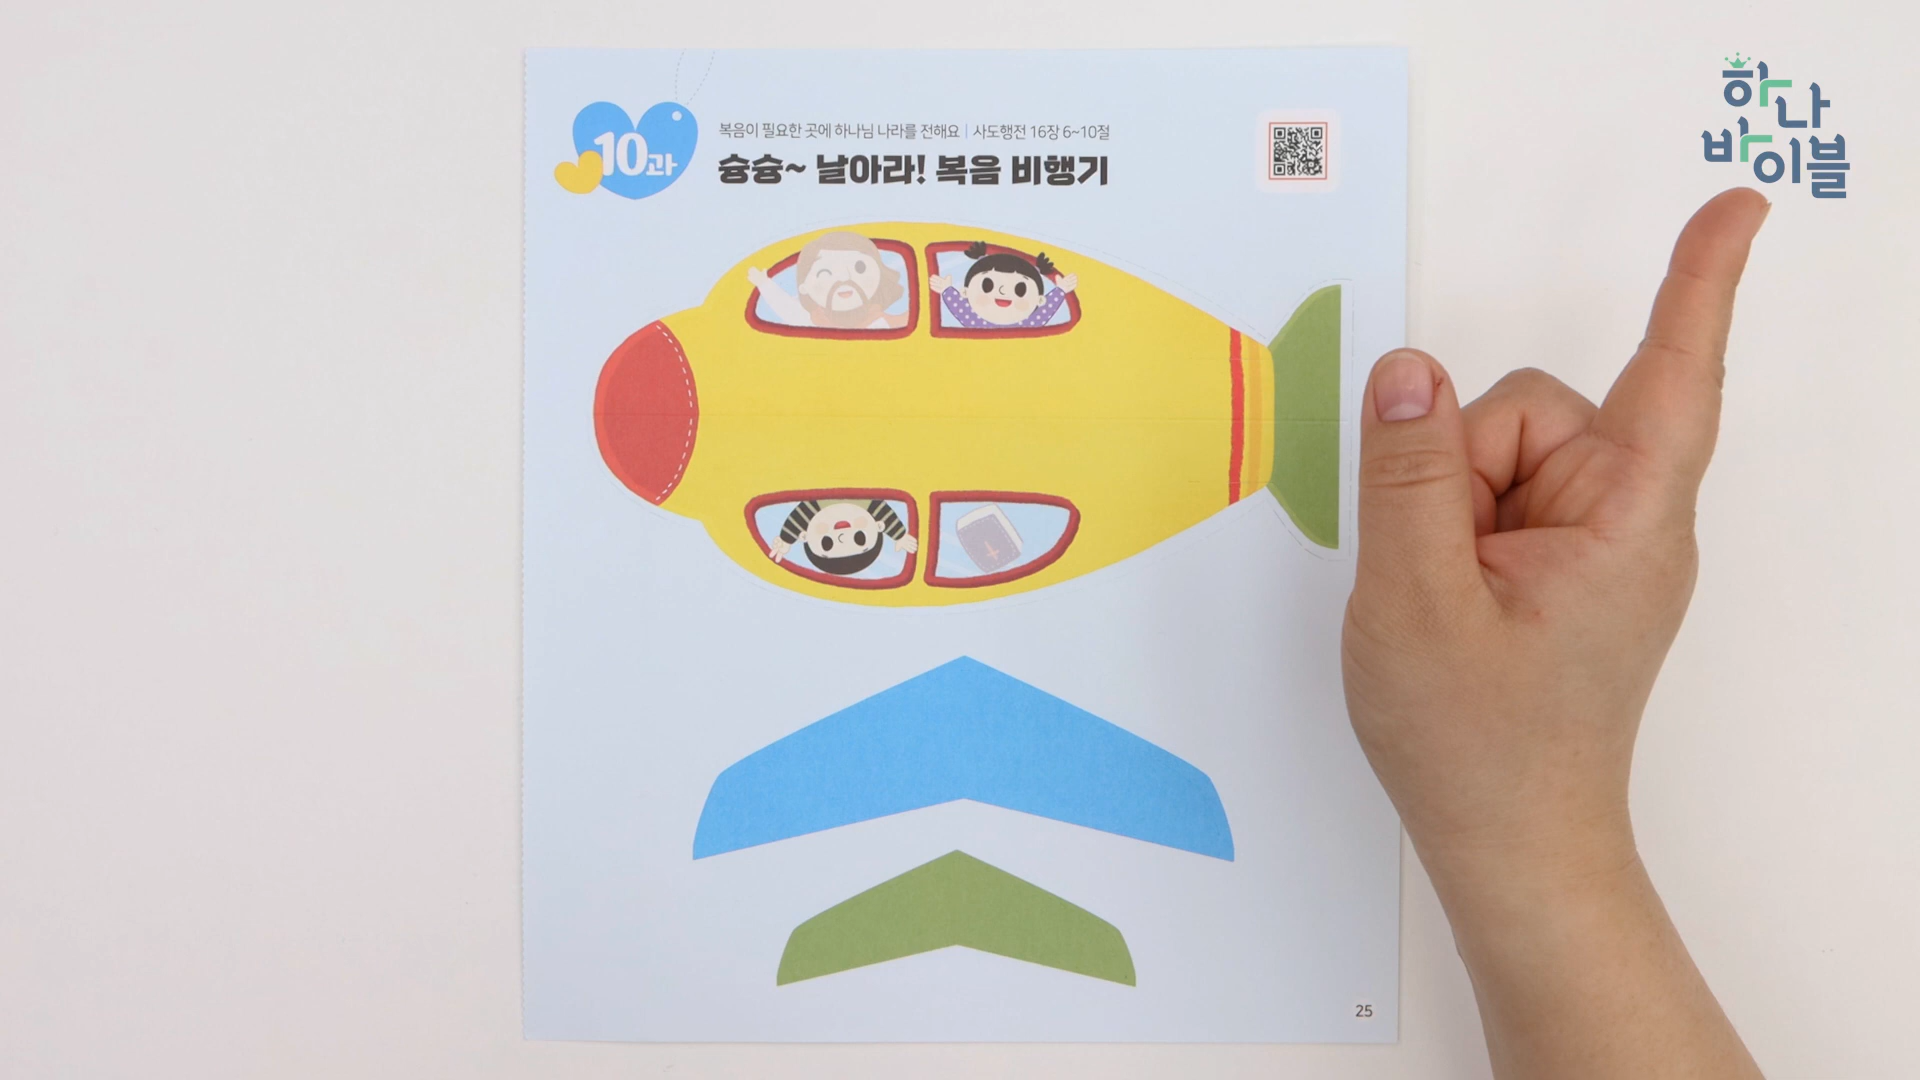 하나
바이블
10과
복음이 필요한 곳에 하나님 나라를 전해요 | 사도행전 16장 6~10절
슝슝~ 날아라! 복음 비행기
25